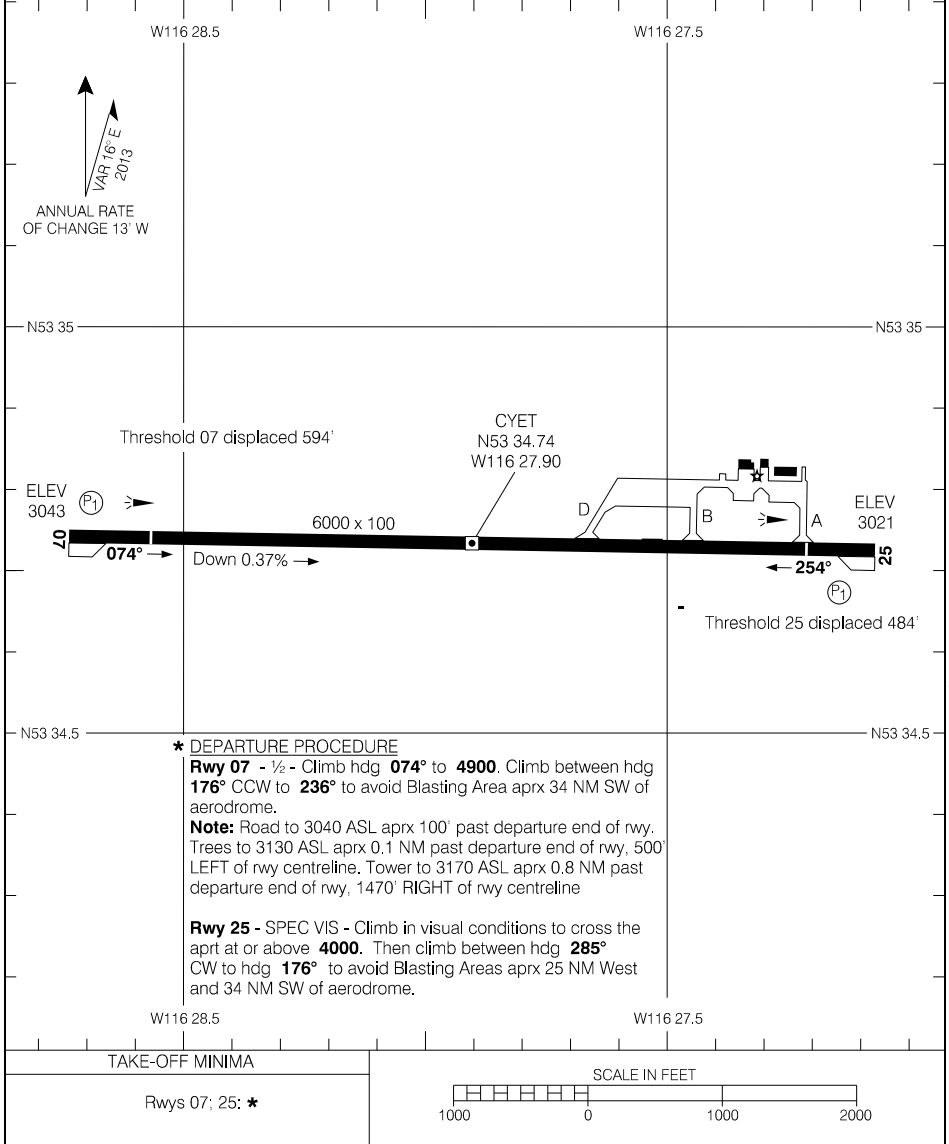 W116 28.5
W116 27.5
VAR 16° E
2013
ANNUAL RATE
OF CHANGE 13' W
N53 35
N53 35
CYET
N53 34.74
W116 27.90
Threshold 07 displaced 594'
ELEV
3043
P1
6000 x 100
D
B
A
ELEV
3021
07
074°
Down 0.37%
254°
25
P1
Threshold 25 displaced 484'
N53 34.5
N53 34.5
* DEPARTURE PROCEDURE
Rwy 07 - ½ - Climb hdg 074° to 4900. Climb between hdg
176° CCW to 236° to avoid Blasting Area aprx 34 NM SW of
aerodrome.
Note: Road to 3040 ASL aprx 100' past departure end of rwy.
Trees to 3130 ASL aprx 0.1 NM past departure end of rwy, 500'
LEFT of rwy centreline. Tower to 3170 ASL aprx 0.8 NM past
departure end of rwy, 1470' RIGHT of rwy centreline
Rwy 25 - SPEC VIS - Climb in visual conditions to cross the
aprt at or above 4000. Then climb between hdg 285°
CW to hdg 176° to avoid Blasting Areas aprx 25 NM West
and 34 NM SW of aerodrome.
W116 28.5
W116 27.5
TAKE-OFF MINIMA
Rwys 07; 25: *
SCALE IN FEET
1000 0 1000 2000